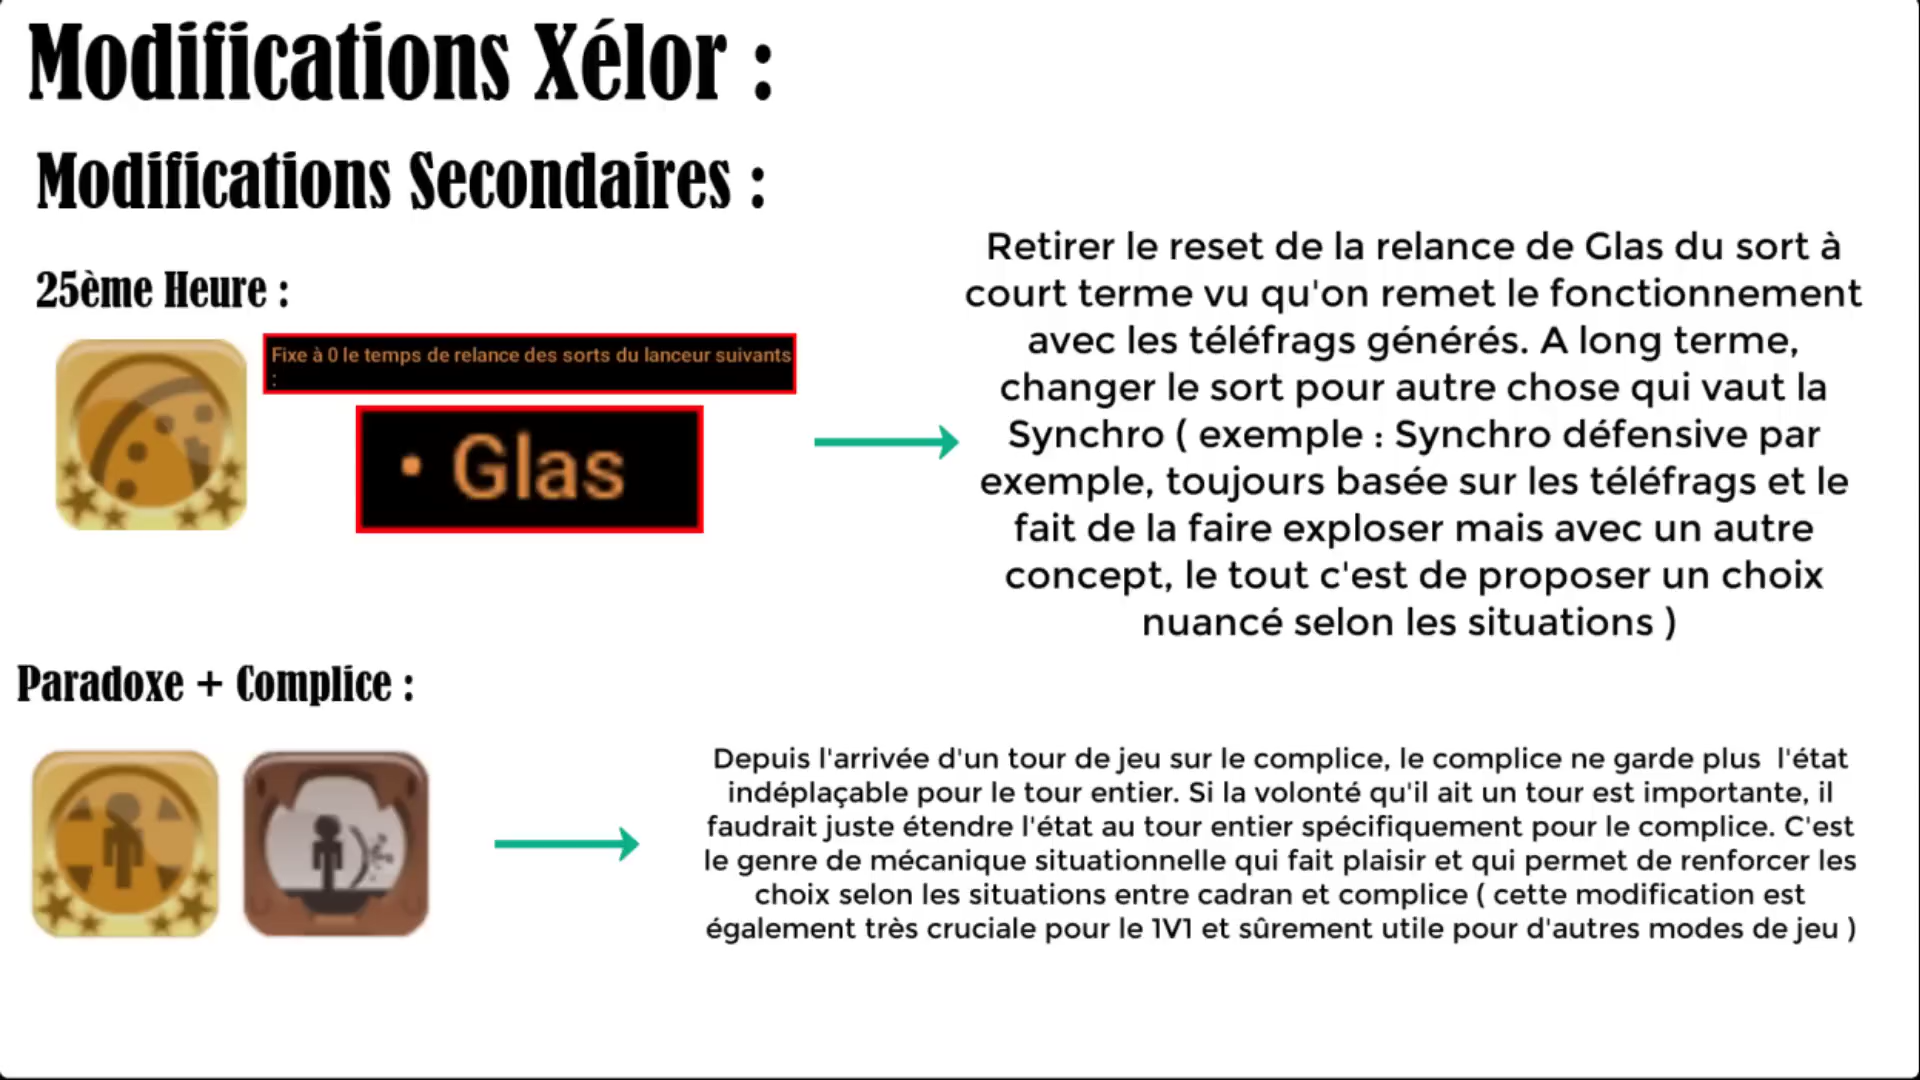 Modifications Xélor :
Modifications Secondaires :
25ème Heure :
Fixe à 0 le temps de relance des sorts du lanceur suivants
:
• Glas
Retirer le reset de la relance de Glas du sort à
court terme vu qu'on remet le fonctionnement
avec les téléfrags générés. A long terme,
changer le sort pour autre chose qui vaut la
Synchro ( exemple : Synchro défensive par
exemple, toujours basée sur les téléfrags et le
fait de la faire exploser mais avec un autre
concept, le tout c'est de proposer un choix
nuancé selon les situations )
Paradoxe + Complice :
Depuis l'arrivée d'un tour de jeu sur le complice, le complice ne garde plus  l'état
indéplaçable pour le tour entier. Si la volonté qu'il ait un tour est importante, il
faudrait juste étendre l'état au tour entier spécifiquement pour le complice. C'est
le genre de mécanique situationnelle qui fait plaisir et qui permet de renforcer les
choix selon les situations entre cadran et complice ( cette modification est
également très cruciale pour le 1V1 et sûrement utile pour d'autres modes de jeu )